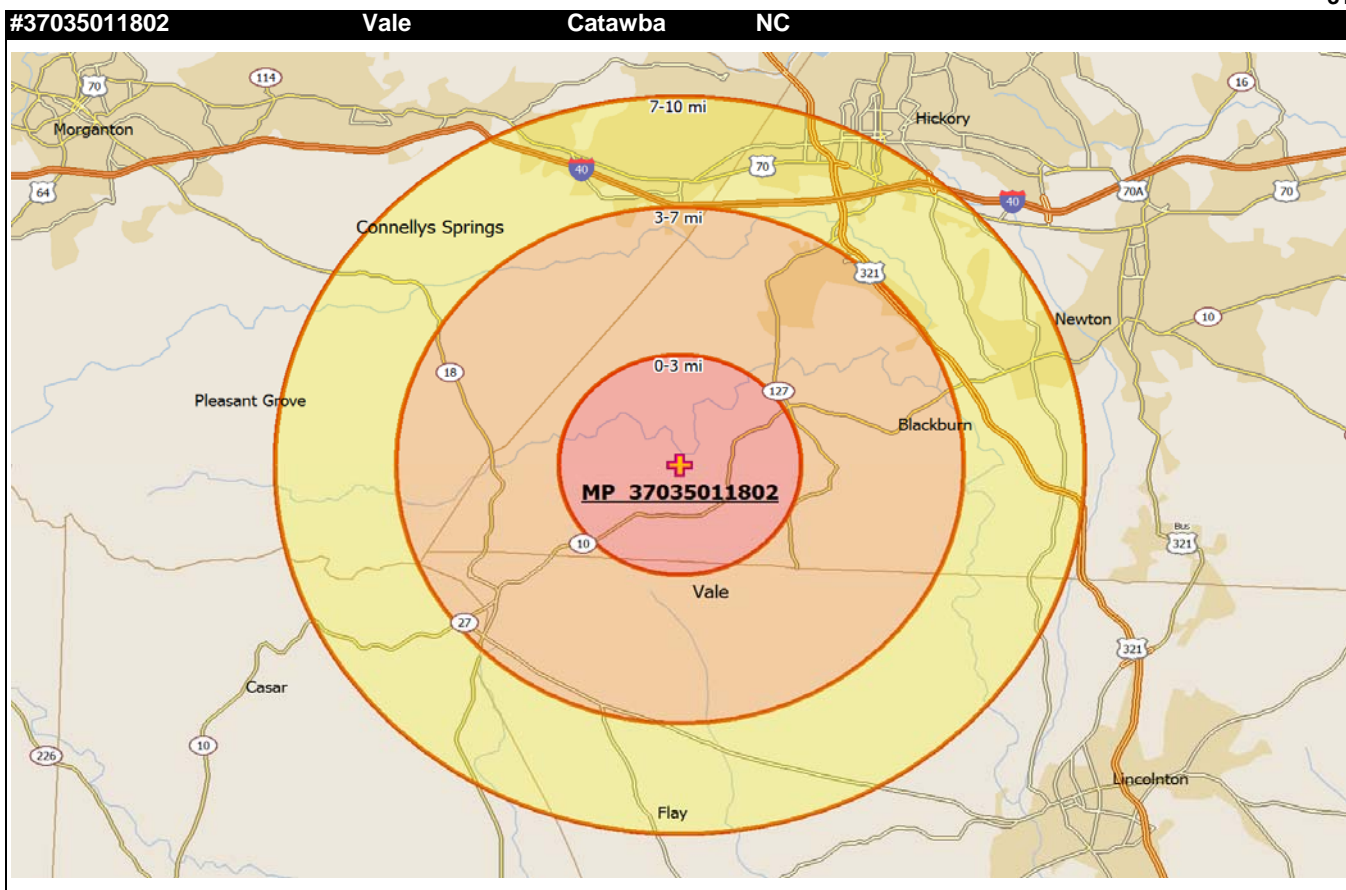 #37035011802 Vale Catawba NC
7-10 mi
70
114
16
Morganton
Hickory
70
40
64
70A
70
40
Connellys Springs
3-7 mi
321
Newton
10
0-3 mi
18
127
Pleasant Grove
Blackburn
MP 37035011802
10
Bus
321
Vale
27
321
Casar
10
226
Lincolnton
Flay